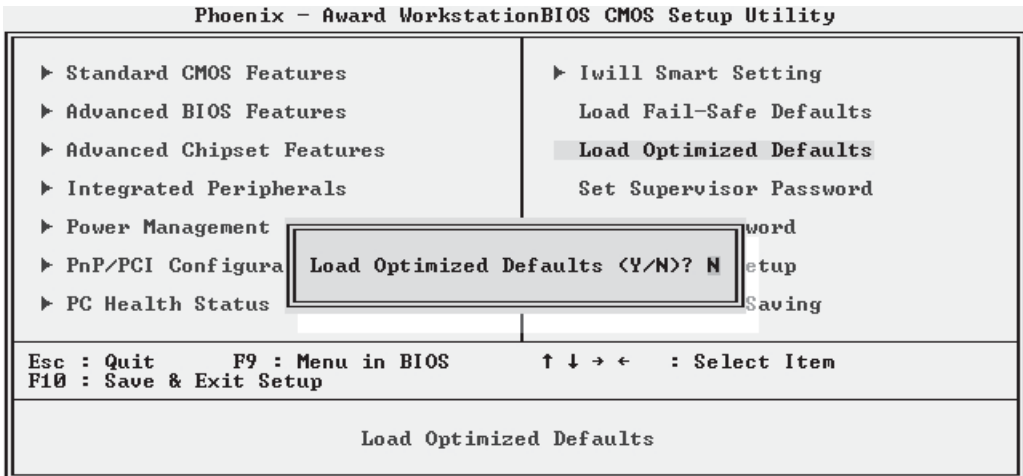 Phoenix - Award WorkstationBIOS CMOS Setup Utility
▶ Standard CMOS Features
▶ Advanced BIOS Features
▶ Advanced Chipset Features
▶ Integrated Peripherals
▶ Power Management
▶ PnP/PCI Configura
▶ PC Health Status
▶ Iwill Smart Setting
Load Fail-Safe Defaults
Load Optimized Defaults
Set Supervisor Password
word
etup
Saving
Load Optimized Defaults (Y/N)? N
Esc : Quit F9 : Menu in BIOS ↑ ↓ → ← : Select Item
F10 : Save & Exit Setup
Load Optimized Defaults